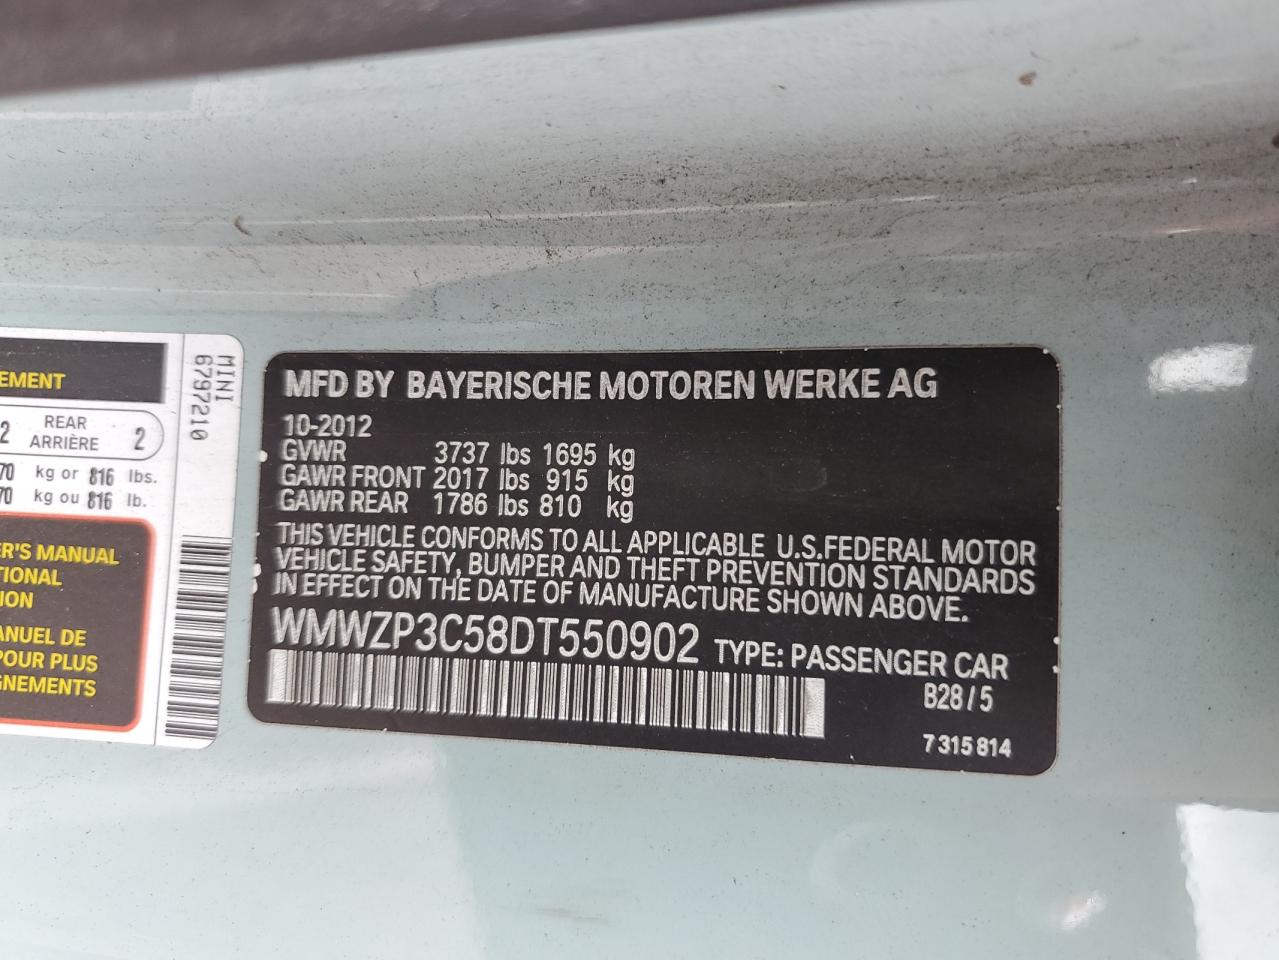 EMENT
2 REAR ARRIÈRE 2
70 kg or 816 lbs.
70 kg ou 816 lb.
ER'S MANUAL
TIONAL
ION
ANUEL DE
POUR PLUS
GNEMENTS
MINI
6797210
MFD BY BAYERISCHE MOTOREN WERKE AG
10-2012
GVWR 3737 lbs 1695 kg
GAWR FRONT 2017 lbs 915 kg
GAWR REAR 1786 lbs 810 kg
THIS VEHICLE CONFORMS TO ALL APPLICABLE U.S.FEDERAL MOTOR
VEHICLE SAFETY, BUMPER AND THEFT PREVENTION STANDARDS
IN EFFECT ON THE DATE OF MANUFACTURE SHOWN ABOVE.
WMWZP3C58DT550902 TYPE: PASSENGER CAR
B28/5
7 315 814